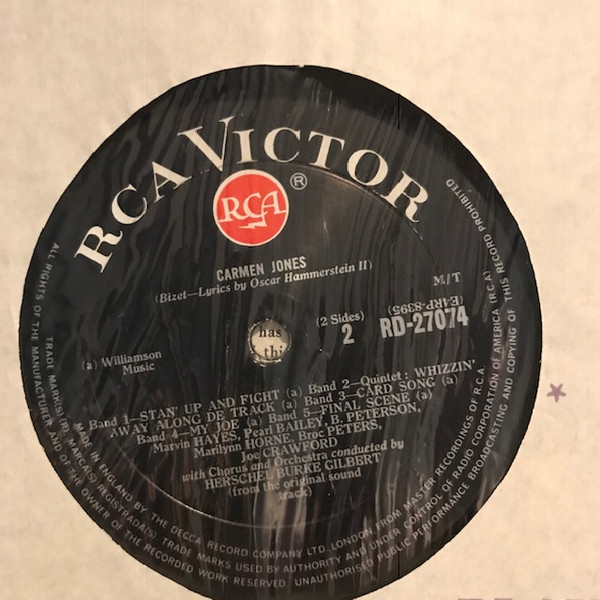 RCA VICTOR
RCA ®
CARMEN JONES
(Bizet—Lyrics by Oscar Hammerstein II)
M/T
(2 Sides)
(E4RP-8395)
2
RD-27074
has
thi
(a) Williamson
Music
Band 1—STAN' UP AND FIGHT (a) Band 2—Quintet: WHIZZIN'
AWAY ALONG DE TRACK (a) Band 3—CARD SONG (a)
Band 4—MY JOE (a) Band 5—FINAL SCENE (a)
Marvin HAYES, Pearl BAILEY, B. PETERSON,
Marilynn HORNE, Broc PETERS,
Joe CRAWFORD
with Chorus and Orchestra conducted by
HERSCHEL BURKE GILBERT
(from the original sound
track)
ALL RIGHTS OF THE MANUFACTURER AND OF THE OWNER OF THE RECORDED WORK RESERVED. UNAUTHORISED PUBLIC PERFORMANCE BROADCASTING AND COPYING OF THIS RECORD PROHIBITED
TRADE MARK(S) (R) MARCA(S) REGISTRADA(S) TRADE MARKS USED BY AUTHORITY AND UNDER CONTROL OF RADIO CORPORATION OF AMERICA (R.C.A.)
MADE IN ENGLAND BY THE DECCA RECORD COMPANY LTD. LONDON, FROM MASTER RECORDINGS OF R.C.A.